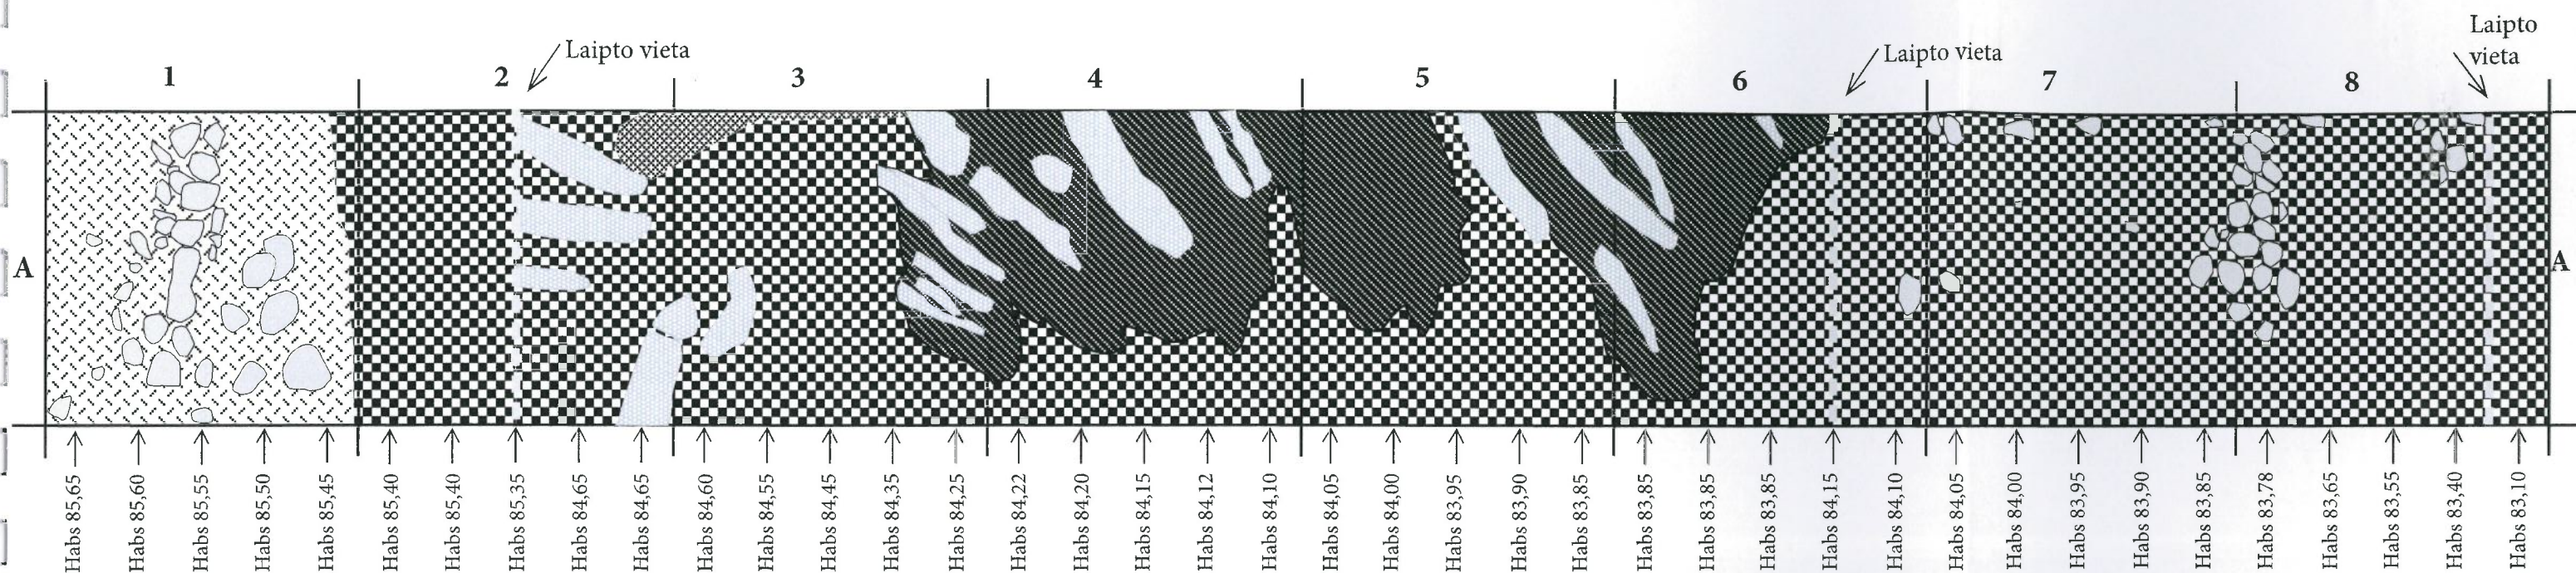 Laipto vieta
Laipto vieta
Laipto
vieta
1
2
3
4
5
6
7
8
A
A
Habs 85,65
Habs 85,60
Habs 85,55
Habs 85,50
Habs 85,45
Habs 85,40
Habs 85,40
Habs 85,35
Habs 84,65
Habs 84,65
Habs 84,60
Habs 84,55
Habs 84,45
Habs 84,35
Habs 84,25
Habs 84,22
Habs 84,20
Habs 84,15
Habs 84,12
Habs 84,10
Habs 84,05
Habs 84,00
Habs 83,95
Habs 83,90
Habs 83,85
Habs 83,85
Habs 83,85
Habs 83,85
Habs 84,15
Habs 84,10
Habs 84,05
Habs 84,00
Habs 83,95
Habs 83,90
Habs 83,85
Habs 83,78
Habs 83,65
Habs 83,55
Habs 83,40
Habs 83,10